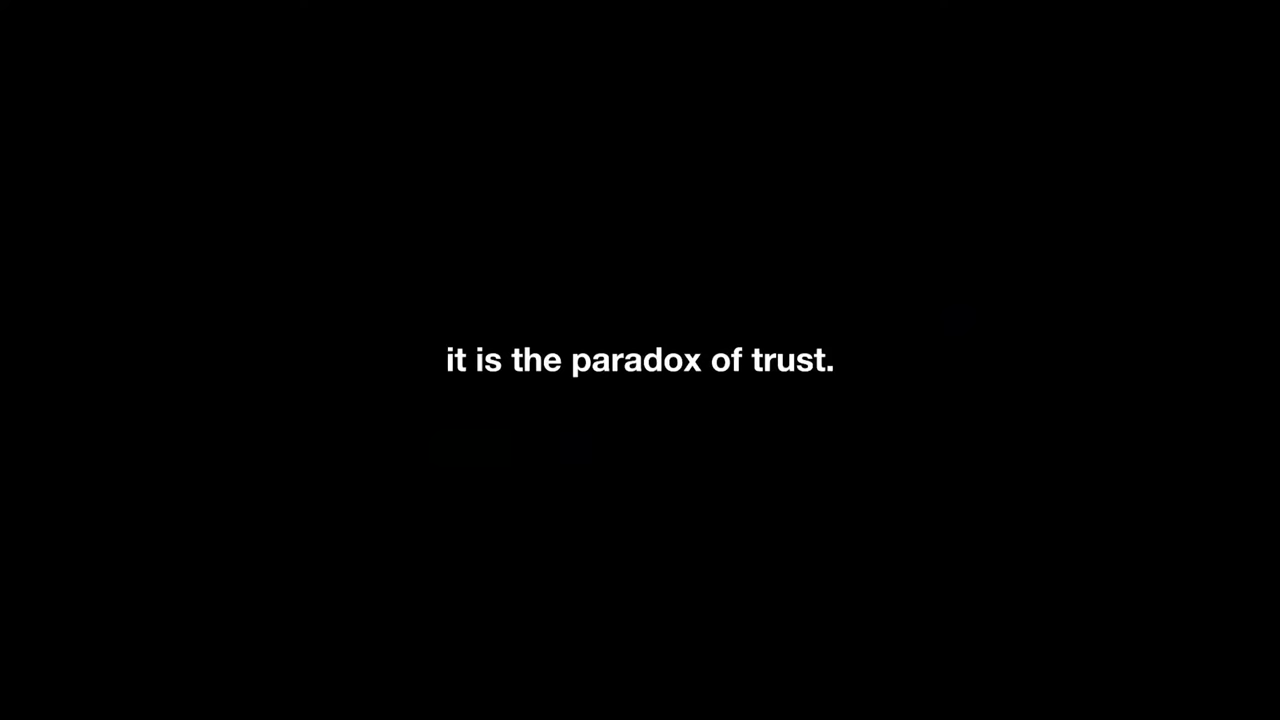 it is the paradox of trust.